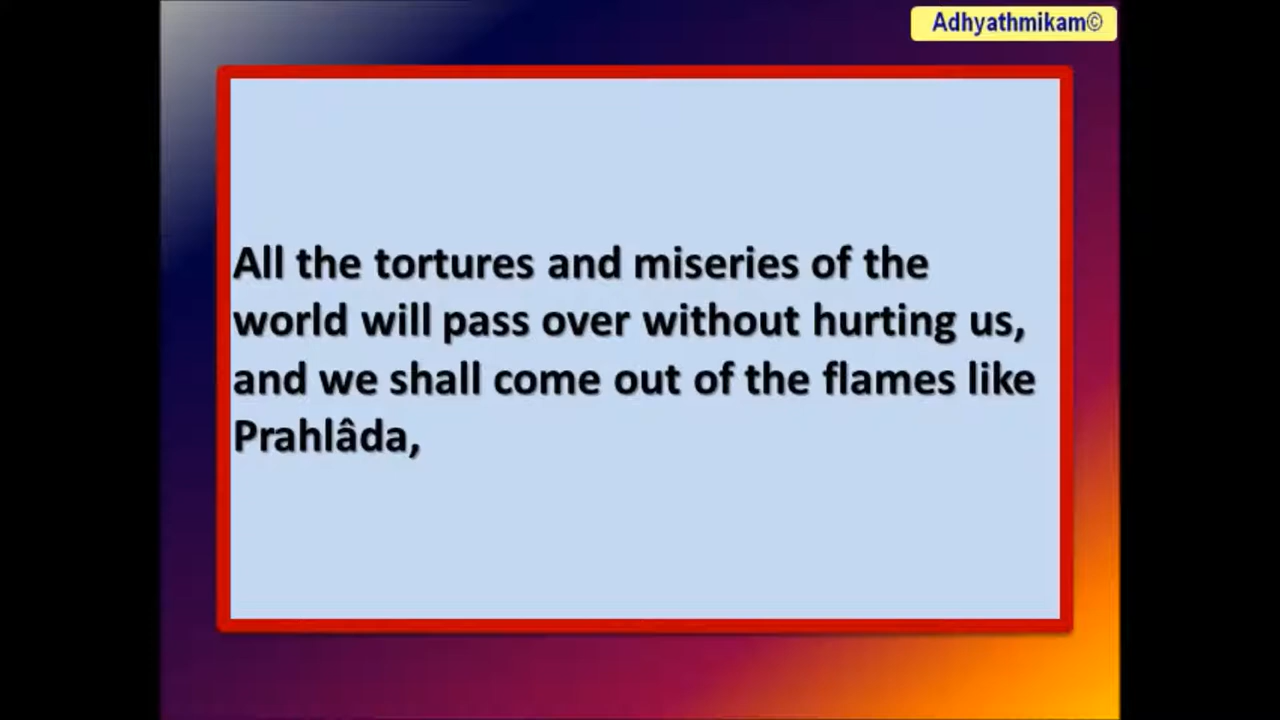 Adhyathmikam©
All the tortures and miseries of the
world will pass over without hurting us,
and we shall come out of the flames like
Prahlâda,